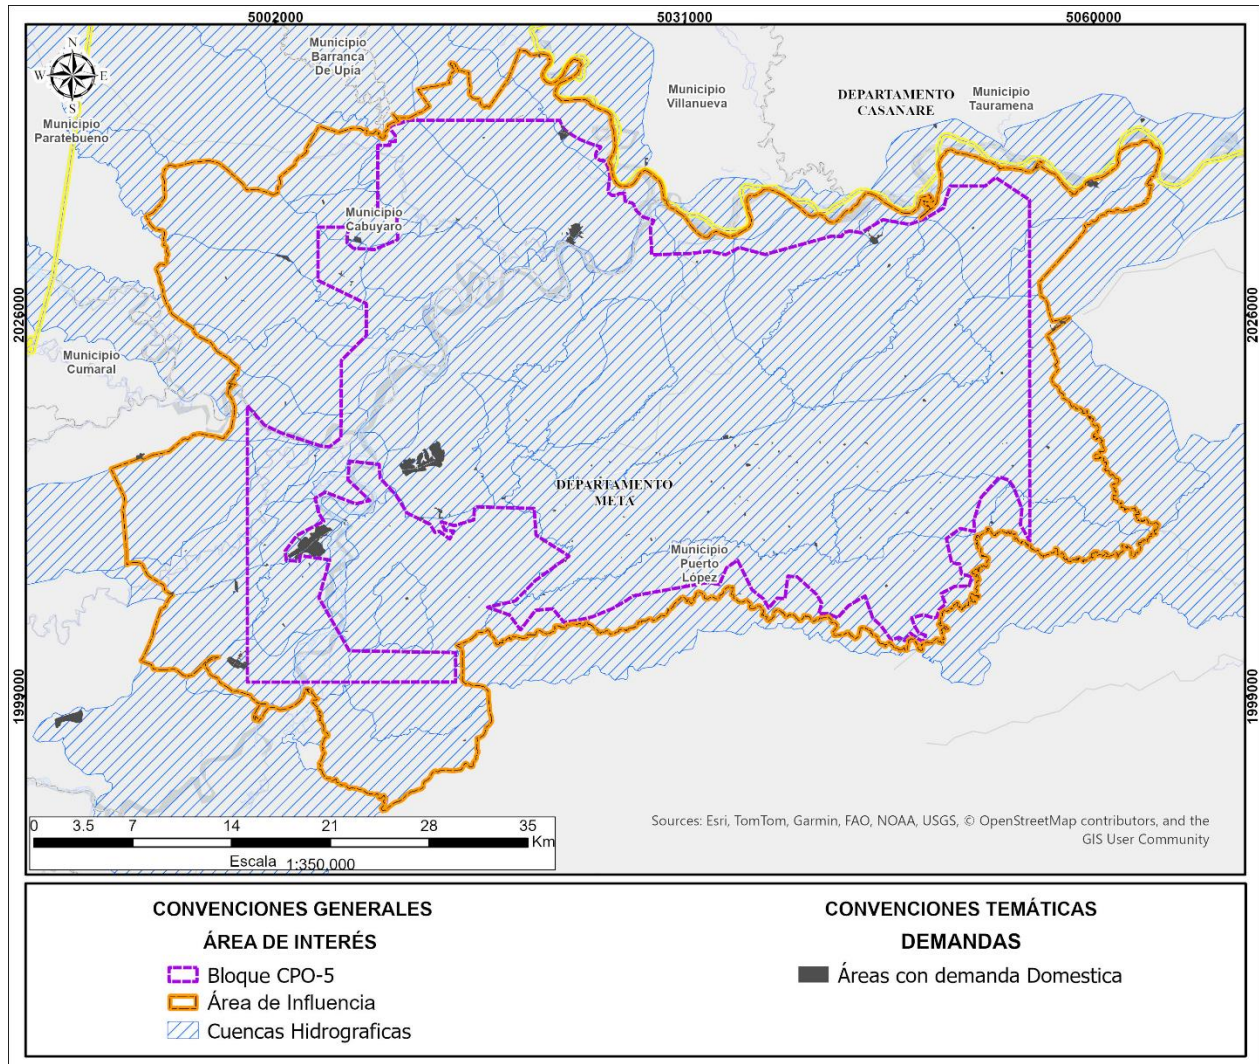 5002000
5031000
5060000
N
W
E
S
Municipio
Barranca
De Upía
Municipio
Villanueva
DEPARTAMENTO
CASANARE
Municipio
Tauramena
Municipio
Paratebueno
Municipio
Cabuyaro
2026000
2026000
Municipio
Cumaral
DEPARTAMENTO
META
Municipio
Puerto
López
1999000
1999000
0 3.5 7 14 21 28 35
Km
Escala 1:350,000
Sources: Esri, TomTom, Garmin, FAO, NOAA, USGS, © OpenStreetMap contributors, and the
GIS User Community
CONVENCIONES GENERALES
ÁREA DE INTERÉS
Bloque CPO-5
Área de Influencia
Cuencas Hidrograficas
CONVENCIONES TEMÁTICAS
DEMANDAS
Áreas con demanda Domestica